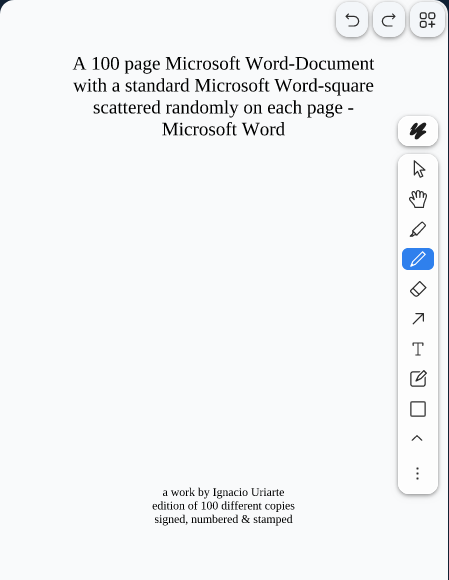 A 100 page Microsoft Word-Document
with a standard Microsoft Word-square
scattered randomly on each page -
Microsoft Word
T
a work by Ignacio Uriarte
edition of 100 different copies
signed, numbered & stamped